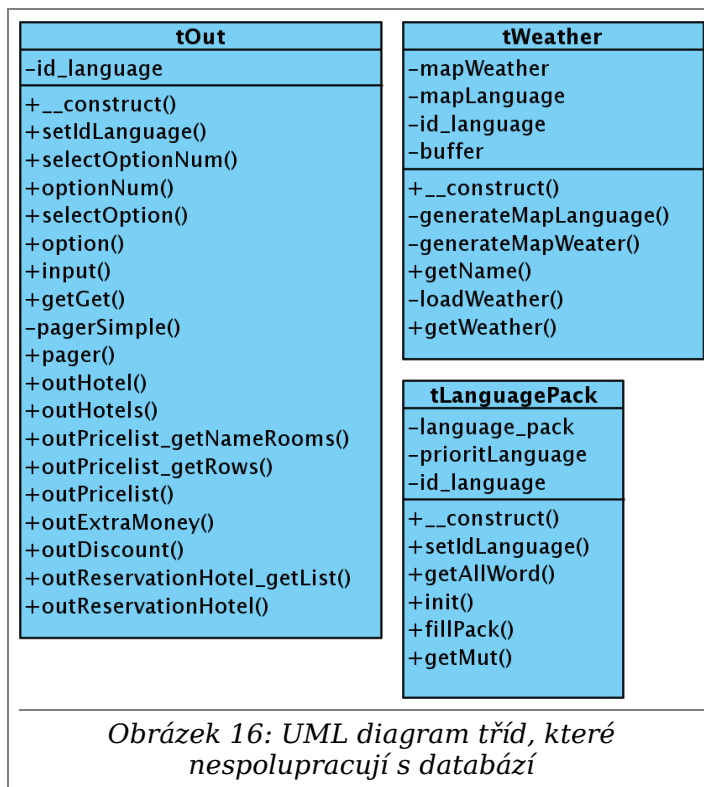 tOut
-id_language
+__construct()
+setIdLanguage()
+selectOptionNum()
+optionNum()
+selectOption()
+option()
+input()
+getGet()
-pagerSimple()
+pager()
+outHotel()
+outHotels()
+outPricelist_getNameRooms()
+outPricelist_getRows()
+outPricelist()
+outExtraMoney()
+outDiscount()
+outReservationHotel_getList()
+outReservationHotel()
tWeather
-mapWeather
-mapLanguage
-id_language
-buffer
+__construct()
-generateMapLanguage()
-generateMapWeater()
+getName()
-loadWeather()
+getWeather()
tLanguagePack
-language_pack
-prioritLanguage
-id_language
+__construct()
+setIdLanguage()
+getAllWord()
+init()
+fillPack()
+getMut()
Obrázek 16: UML diagram tříd, které
nespolupracují s databází